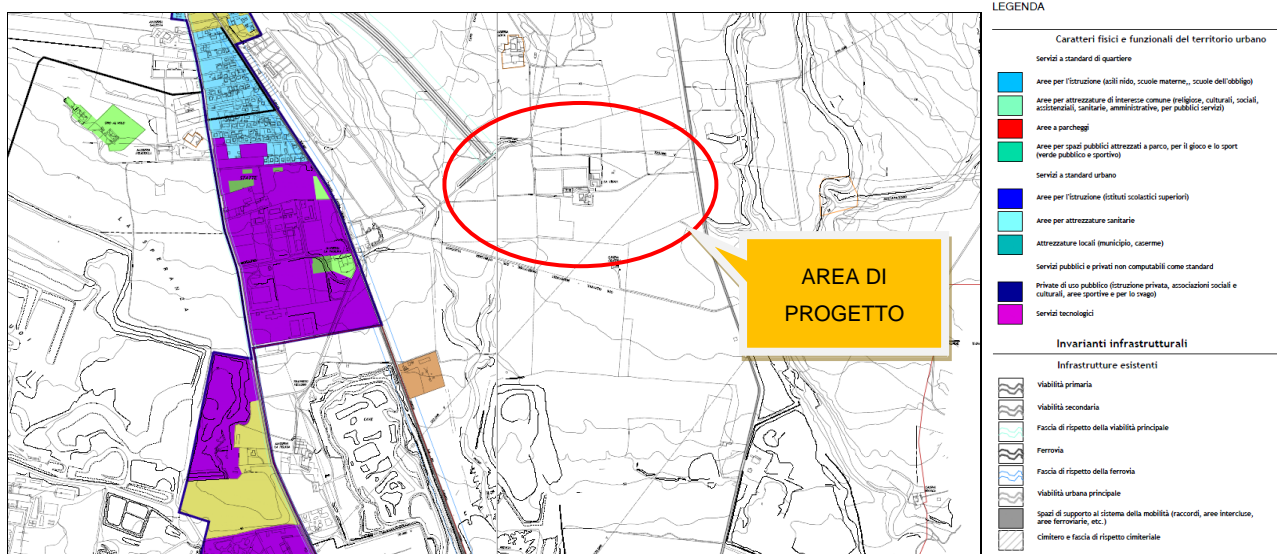 LEGENDA
Caratteri fisici e funzionali del territorio urbano
Servizi a standard di quartiere
Aree per l'istruzione (asili nido, scuole materne,, scuole dell'obbligo)
Aree per attrezzature di interesse comune (religiose, culturali, sociali,
assistenziali, sanitarie, amministrative, per pubblici servizi)
Aree a parcheggi
Aree per spazi pubblici attrezzati a parco, per il gioco e lo sport
(verde pubblico e sportivo)
Servizi a standard urbano
Aree per l'istruzione (istituti scolastici superiori)
Aree per attrezzature sanitarie
Attrezzature locali (municipio, caserme)
Servizi pubblici e privati non computabili come standard
Private di uso pubblico (istruzione privata, associazioni sociali e
culturali, aree sportive e per lo svago)
Servizi tecnologici
Invarianti infrastrutturali
Infrastrutture esistenti
Viabilità primaria
Viabilità secondaria
Fascia di rispetto della viabilità principale
Ferrovia
Fascia di rispetto della ferrovia
Viabilità urbana principale
Spazi di supporto al sistema della mobilità (raccordi, aree intercluse,
aree ferroviarie, etc.)
Cimitero e fascia di rispetto cimiteriale
AREA DI
PROGETTO